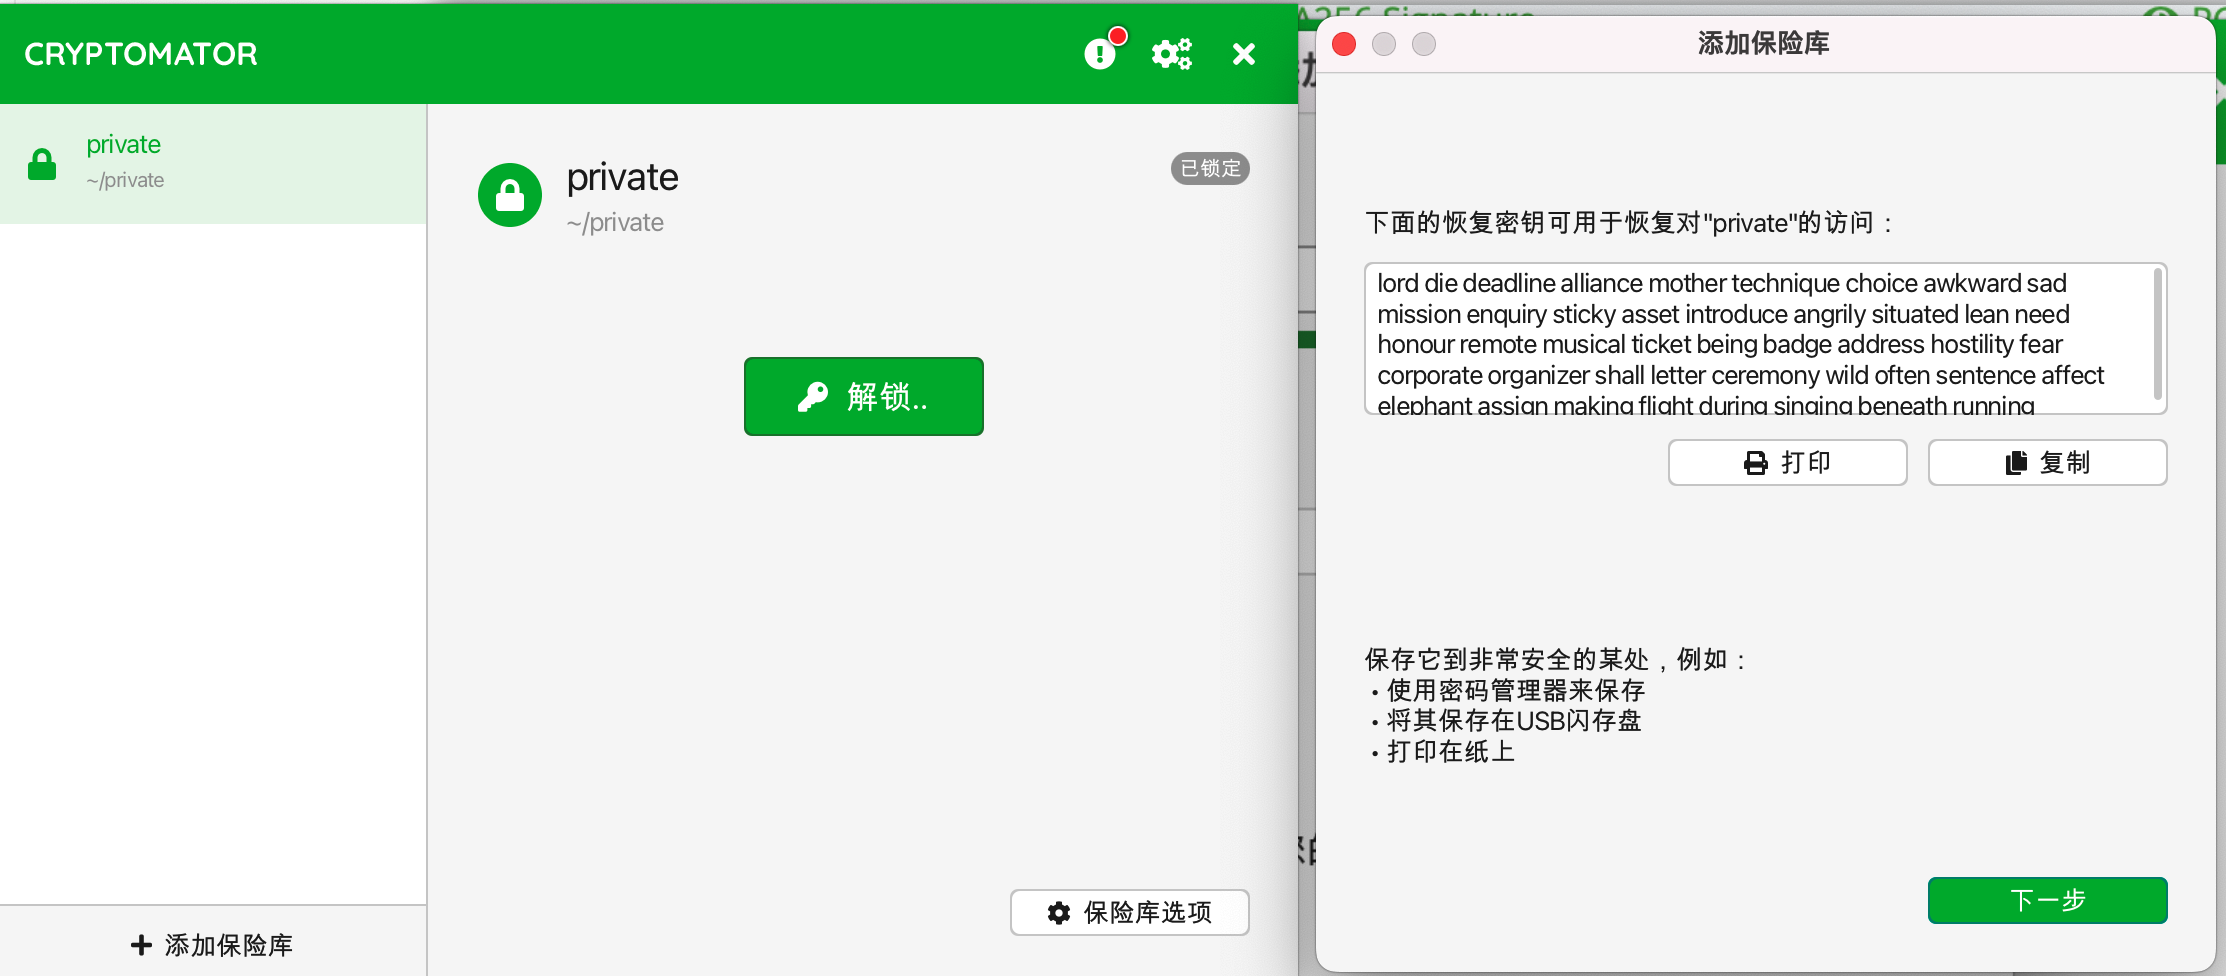 CRYPTOMATOR
private
~/private
private
~/private
已锁定
解锁..
保险库选项
添加保险库
添加保险库
下面的恢复密钥可用于恢复对"private"的访问：
lord die deadline alliance mother technique choice awkward sad
mission enquiry sticky asset introduce angrily situated lean need
honour remote musical ticket being badge address hostility fear
corporate organizer shall letter ceremony wild often sentence affect
elephant assign making flight during singing beneath running
打印
复制
保存它到非常安全的某处，例如：
• 使用密码管理器来保存
• 将其保存在USB闪存盘
• 打印在纸上
下一步